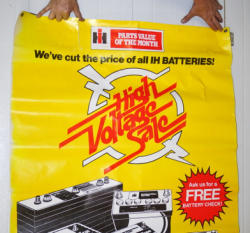 IH
PARTS VALUE
OF THE MONTH
We've cut the price of all IH BATTERIES!
High
Voltage
Sale
Ask us for a
FREE
BATTERY CHECK!